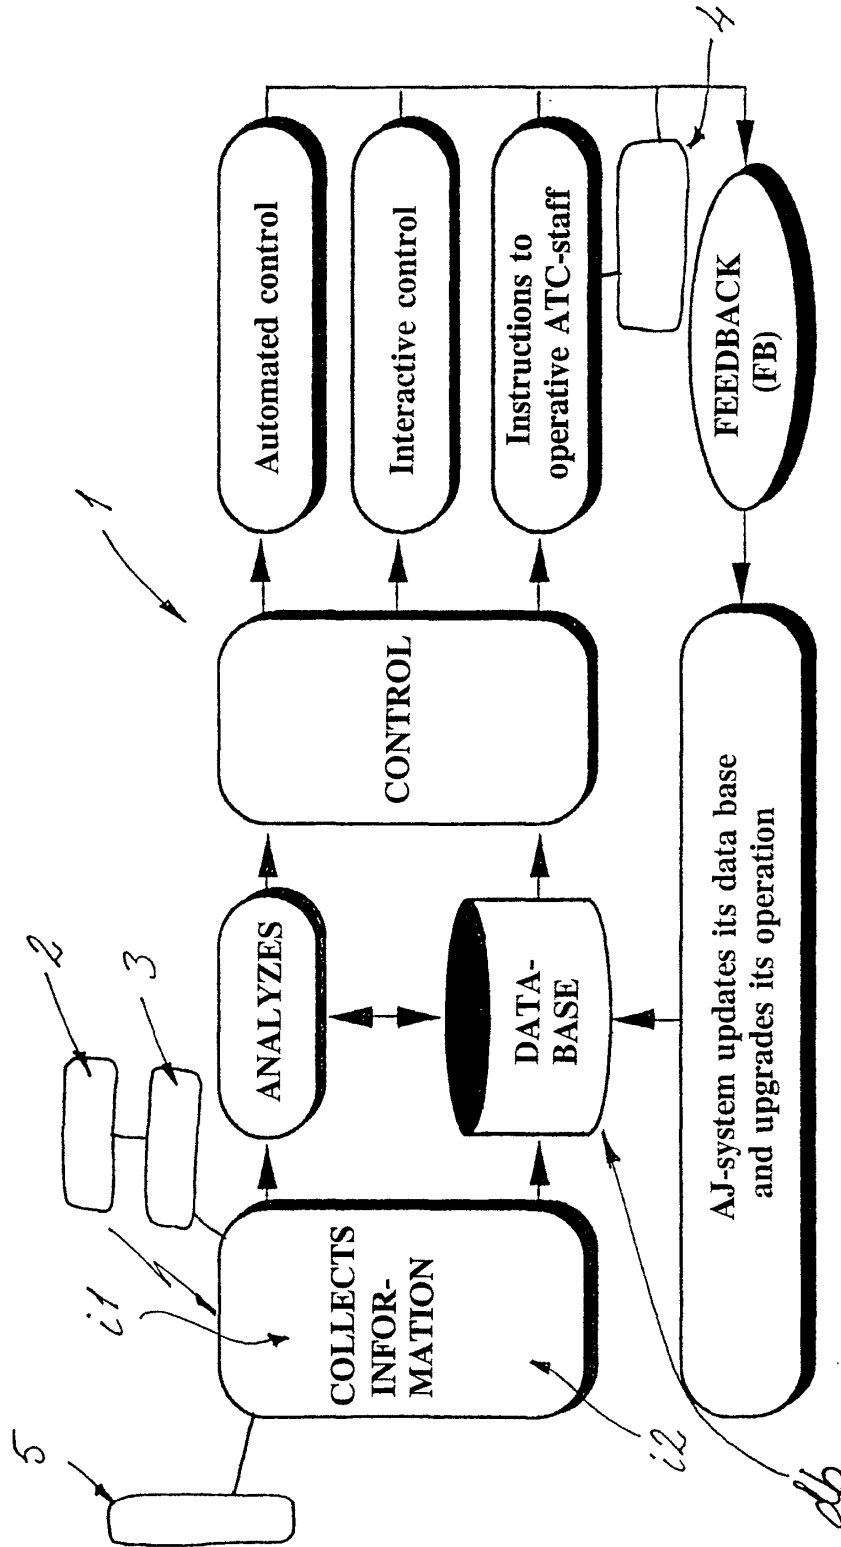 5
i1
2
3
1
4
COLLECTS
INFOR-
MATION
ANALYZES
DATA-
BASE
CONTROL
Automated control
Interactive control
Instructions to
operative ATC-staff
FEEDBACK
(FB)
AJ-system updates its data base
and upgrades its operation
i2
db